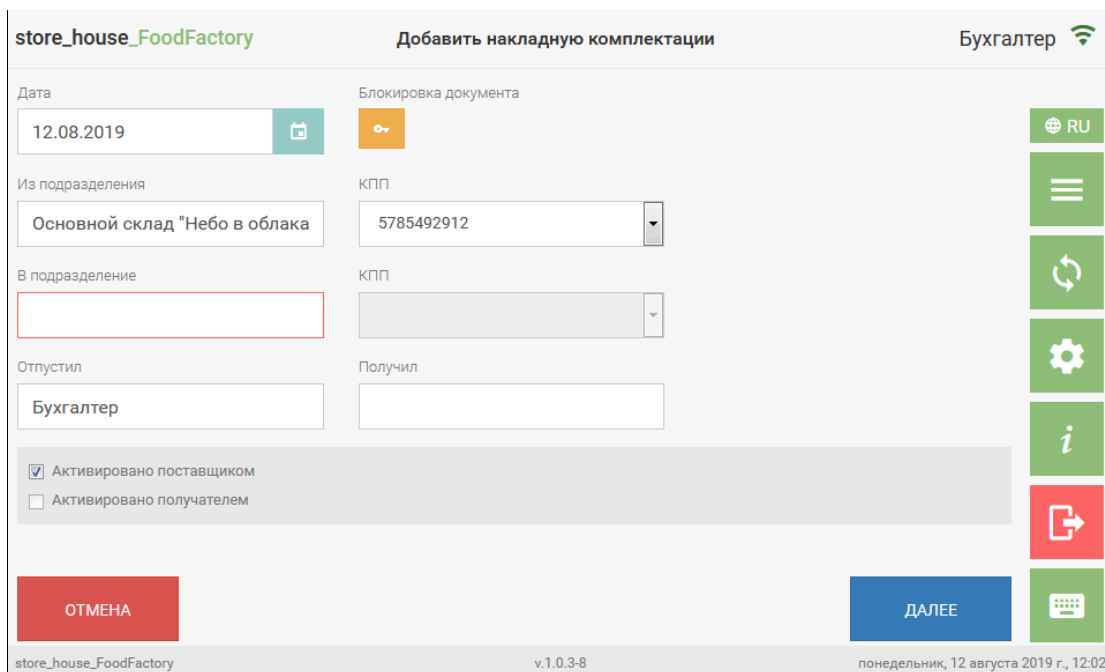 store_house_FoodFactory
Добавить накладную комплектации
Бухгалтер
Дата
Блокировка документа
12.08.2019
RU
Из подразделения
КПП
Основной склад "Небо в облака
5785492912
В подразделение
КПП
Отпустил
Получил
Бухгалтер
i
Активировано поставщиком
Активировано получателем
ОТМЕНА
ДАЛЕЕ
store_house_FoodFactory
v.1.0.3-8
понедельник, 12 августа 2019 г., 12:02